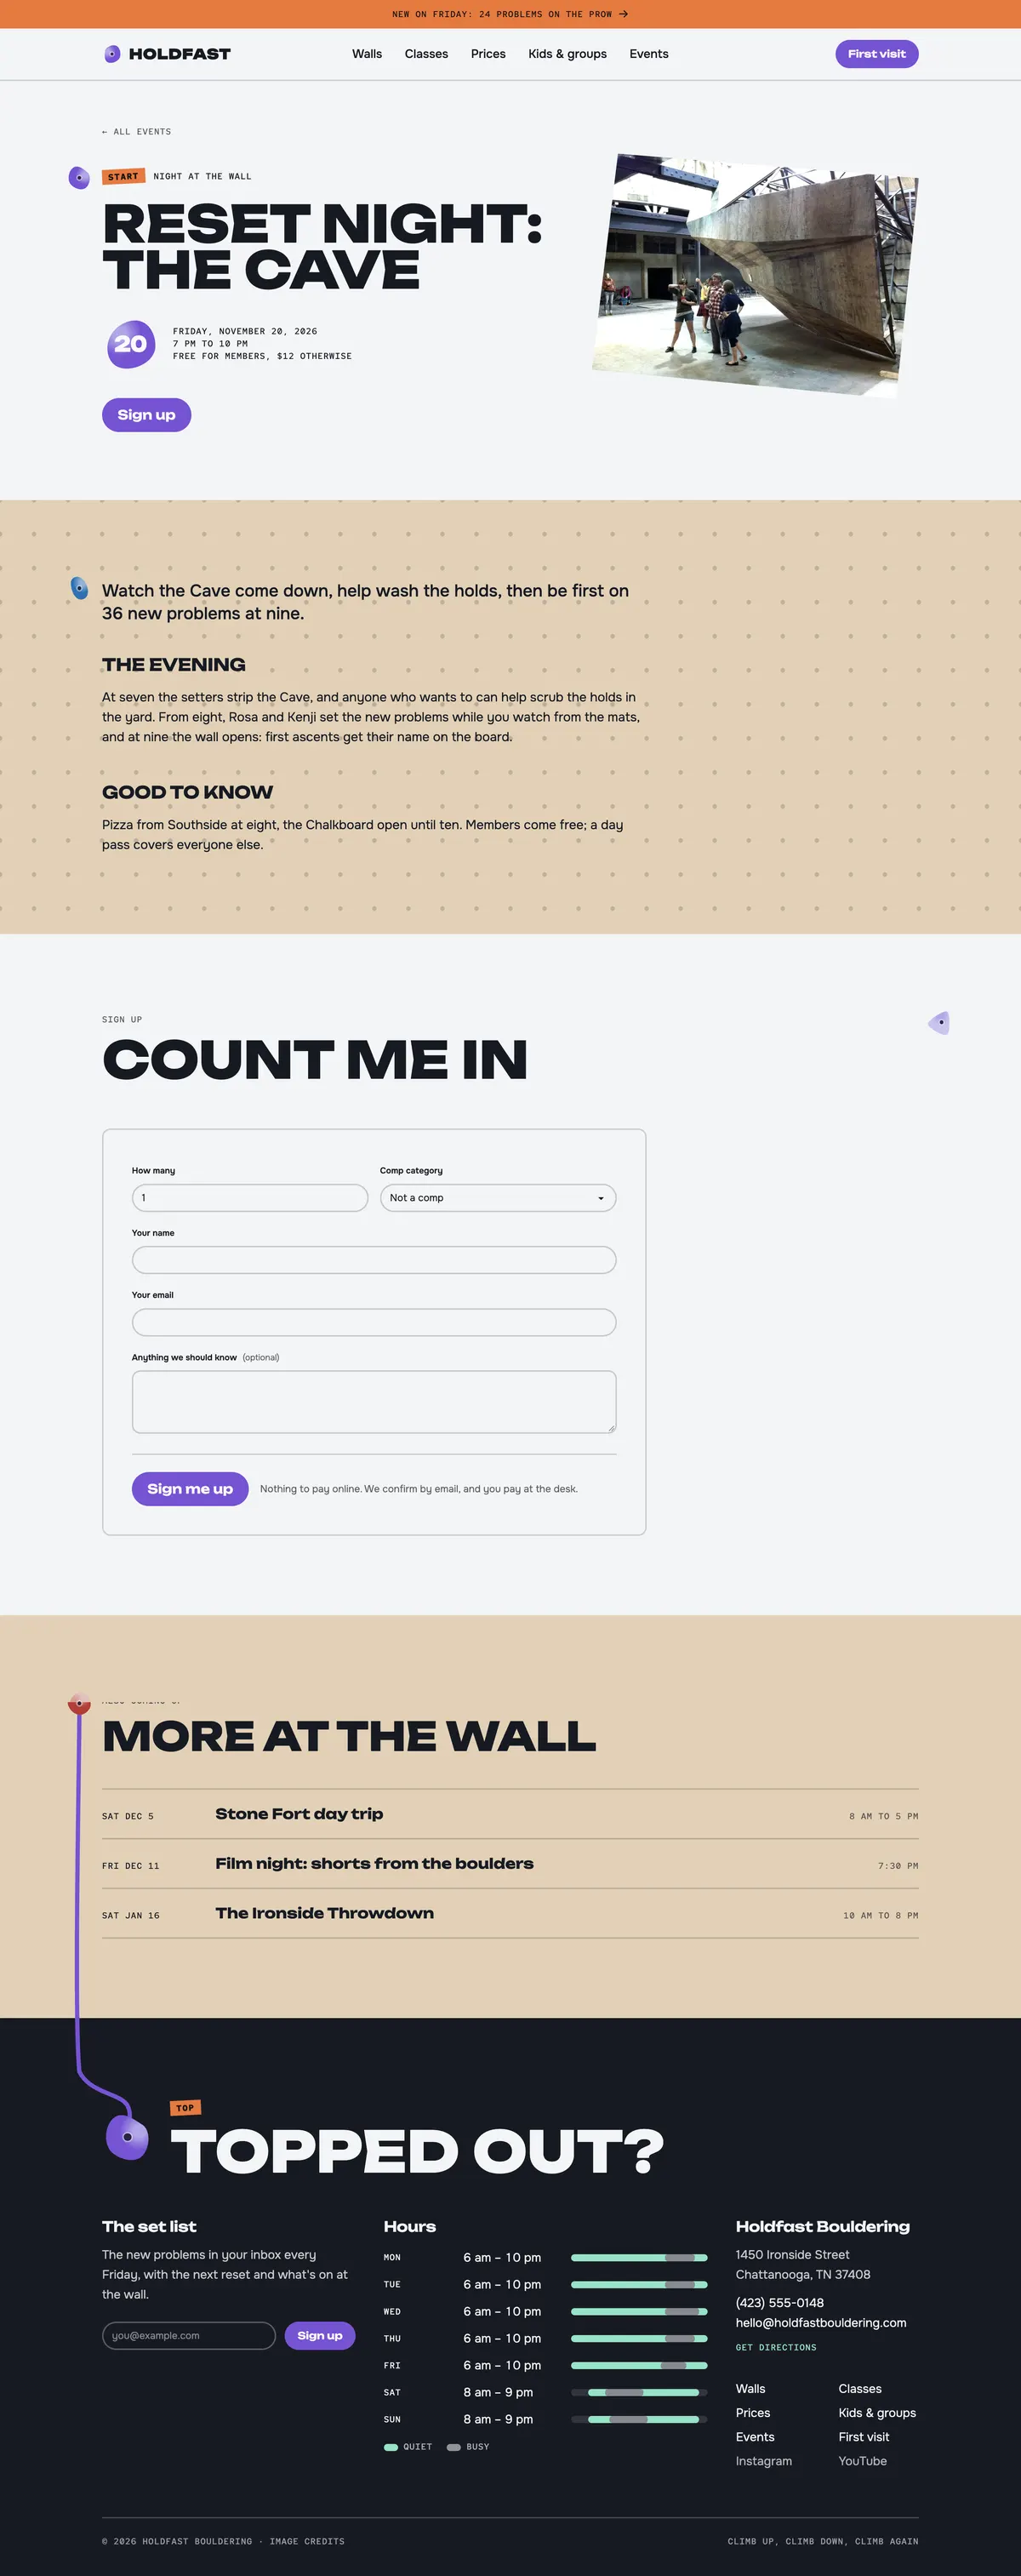 NEW ON FRIDAY: 24 PROBLEMS ON THE PROW →
HOLDFAST
Walls
Classes
Prices
Kids & groups
Events
First visit
← ALL EVENTS
START
NIGHT AT THE WALL
RESET NIGHT:
THE CAVE
20
FRIDAY, NOVEMBER 20, 2026
7 PM TO 10 PM
FREE FOR MEMBERS, $12 OTHERWISE
Sign up
Watch the Cave come down, help wash the holds, then be first on
36 new problems at nine.
THE EVENING
At seven the setters strip the Cave, and anyone who wants to can help scrub the holds in
the yard. From eight, Rosa and Kenji set the new problems while you watch from the mats,
and at nine the wall opens: first ascents get their name on the board.
GOOD TO KNOW
Pizza from Southside at eight, the Chalkboard open until ten. Members come free; a day
pass covers everyone else.
SIGN UP
COUNT ME IN
How many
Comp category
1
Not a comp
Your name
Your email
Anything we should know (optional)
Sign me up
Nothing to pay online. We confirm by email, and you pay at the desk.
MORE AT THE WALL
SAT DEC 5
Stone Fort day trip
8 AM TO 5 PM
FRI DEC 11
Film night: shorts from the boulders
7:30 PM
SAT JAN 16
The Ironside Throwdown
10 AM TO 8 PM
TOP
TOPPED OUT?
The set list
The new problems in your inbox every
Friday, with the next reset and what's on at
the wall.
you@example.com
Sign up
Hours
MON 6 am – 10 pm
TUE 6 am – 10 pm
WED 6 am – 10 pm
THU 6 am – 10 pm
FRI 6 am – 10 pm
SAT 8 am – 9 pm
SUN 8 am – 9 pm
QUIET
BUSY
Holdfast Bouldering
1450 Ironside Street
Chattanooga, TN 37408
(423) 555-0148
hello@holdfastbouldering.com
GET DIRECTIONS
Walls
Classes
Prices
Kids & groups
Events
First visit
Instagram
YouTube
© 2026 HOLDFAST BOULDERING · IMAGE CREDITS
CLIMB UP, CLIMB DOWN, CLIMB AGAIN